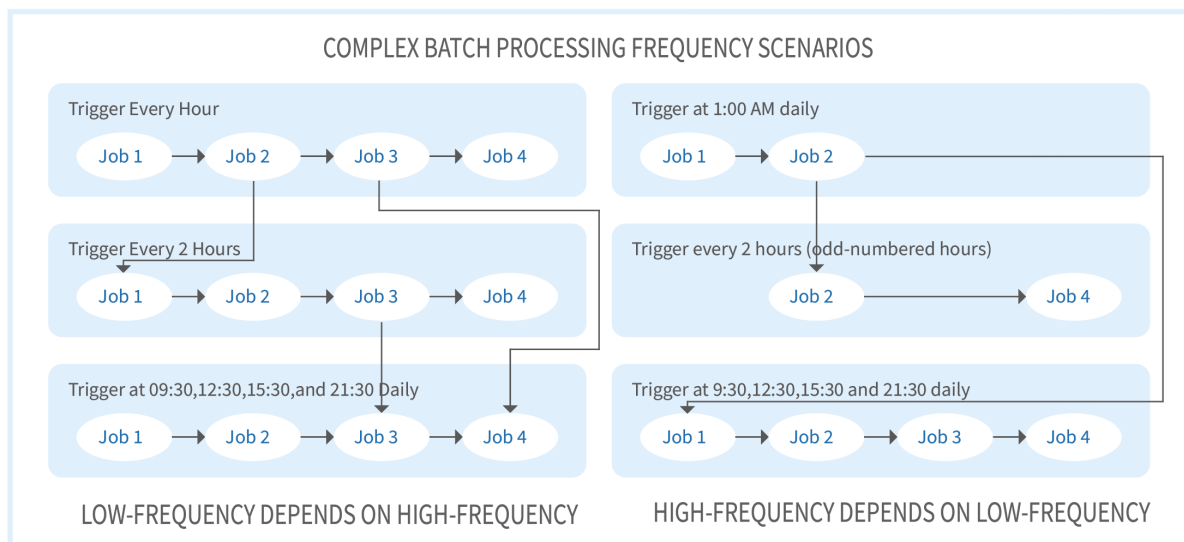 COMPLEX BATCH PROCESSING FREQUENCY SCENARIOS
Trigger Every Hour
Job 1 Job 2 Job 3 Job 4
Trigger Every 2 Hours
Job 1 Job 2 Job 3 Job 4
Trigger at 09:30,12:30,15:30,and 21:30 Daily
Job 1 Job 2 Job 3 Job 4
LOW-FREQUENCY DEPENDS ON HIGH-FREQUENCY
Trigger at 1:00 AM daily
Job 1 Job 2
Trigger every 2 hours (odd-numbered hours)
Job 2 Job 4
Trigger at 9:30,12:30,15:30 and 21:30 daily
Job 1 Job 2 Job 3 Job 4
HIGH-FREQUENCY DEPENDS ON LOW-FREQUENCY